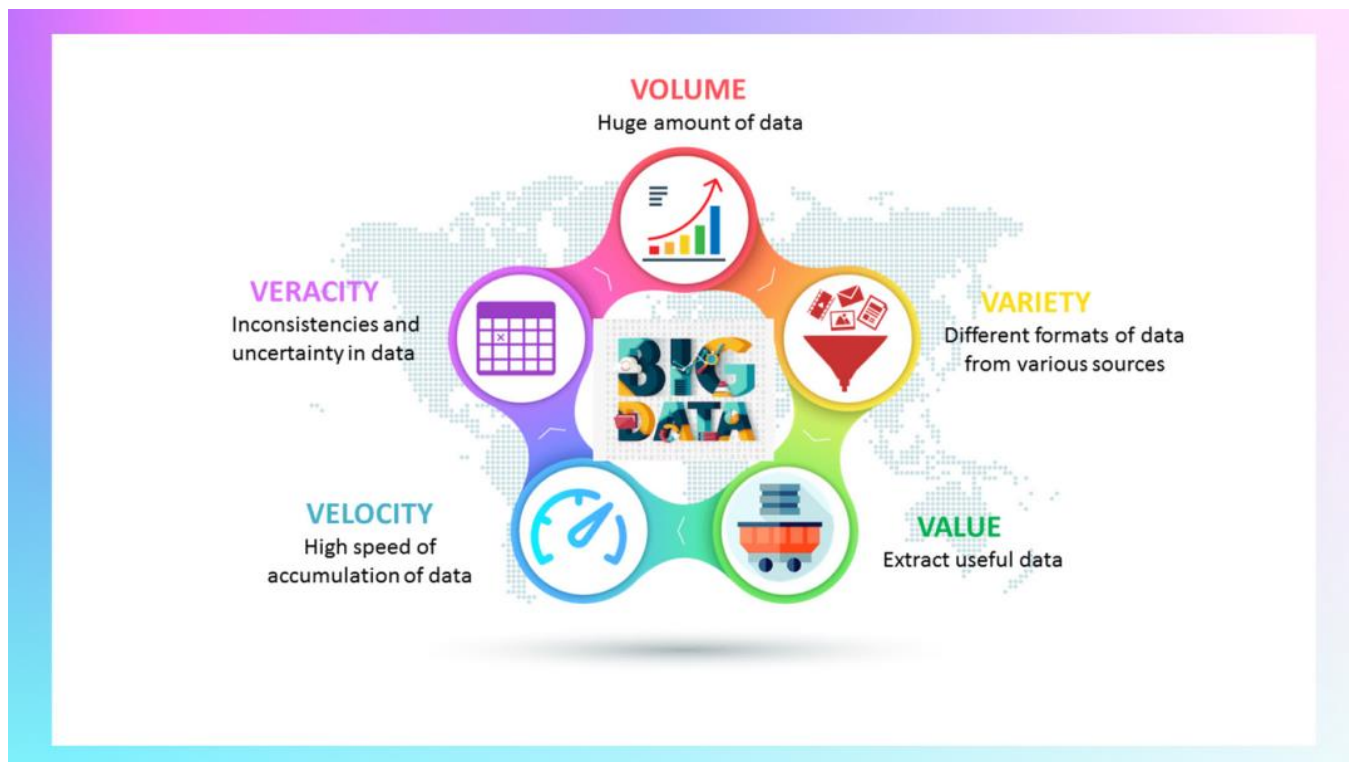 VOLUME
Huge amount of data
VARIETY
Different formats of data
from various sources
VALUE
Extract useful data
VELOCITY
High speed of
accumulation of data
VERACITY
Inconsistencies and
uncertainty in data
BIG
DATA